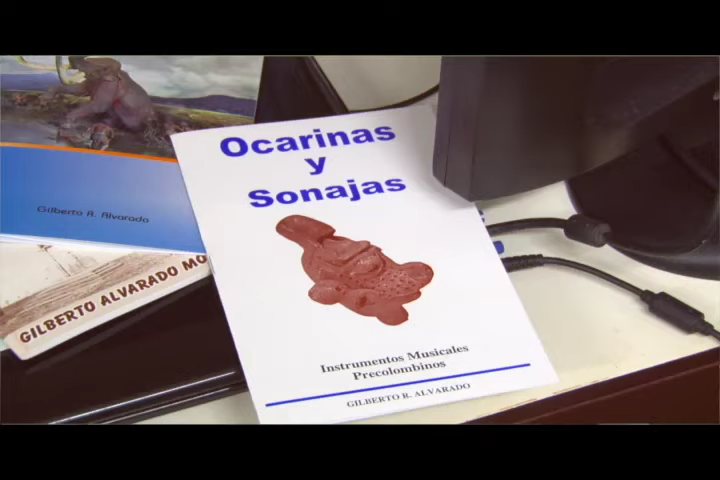 Ocarinas
y
Sonajas
Instrumentos Musicales
Precolombinos
GILBERTO R. ALVARADO
Gilberto R. Alvarado
GILBERTO ALVARADO MO